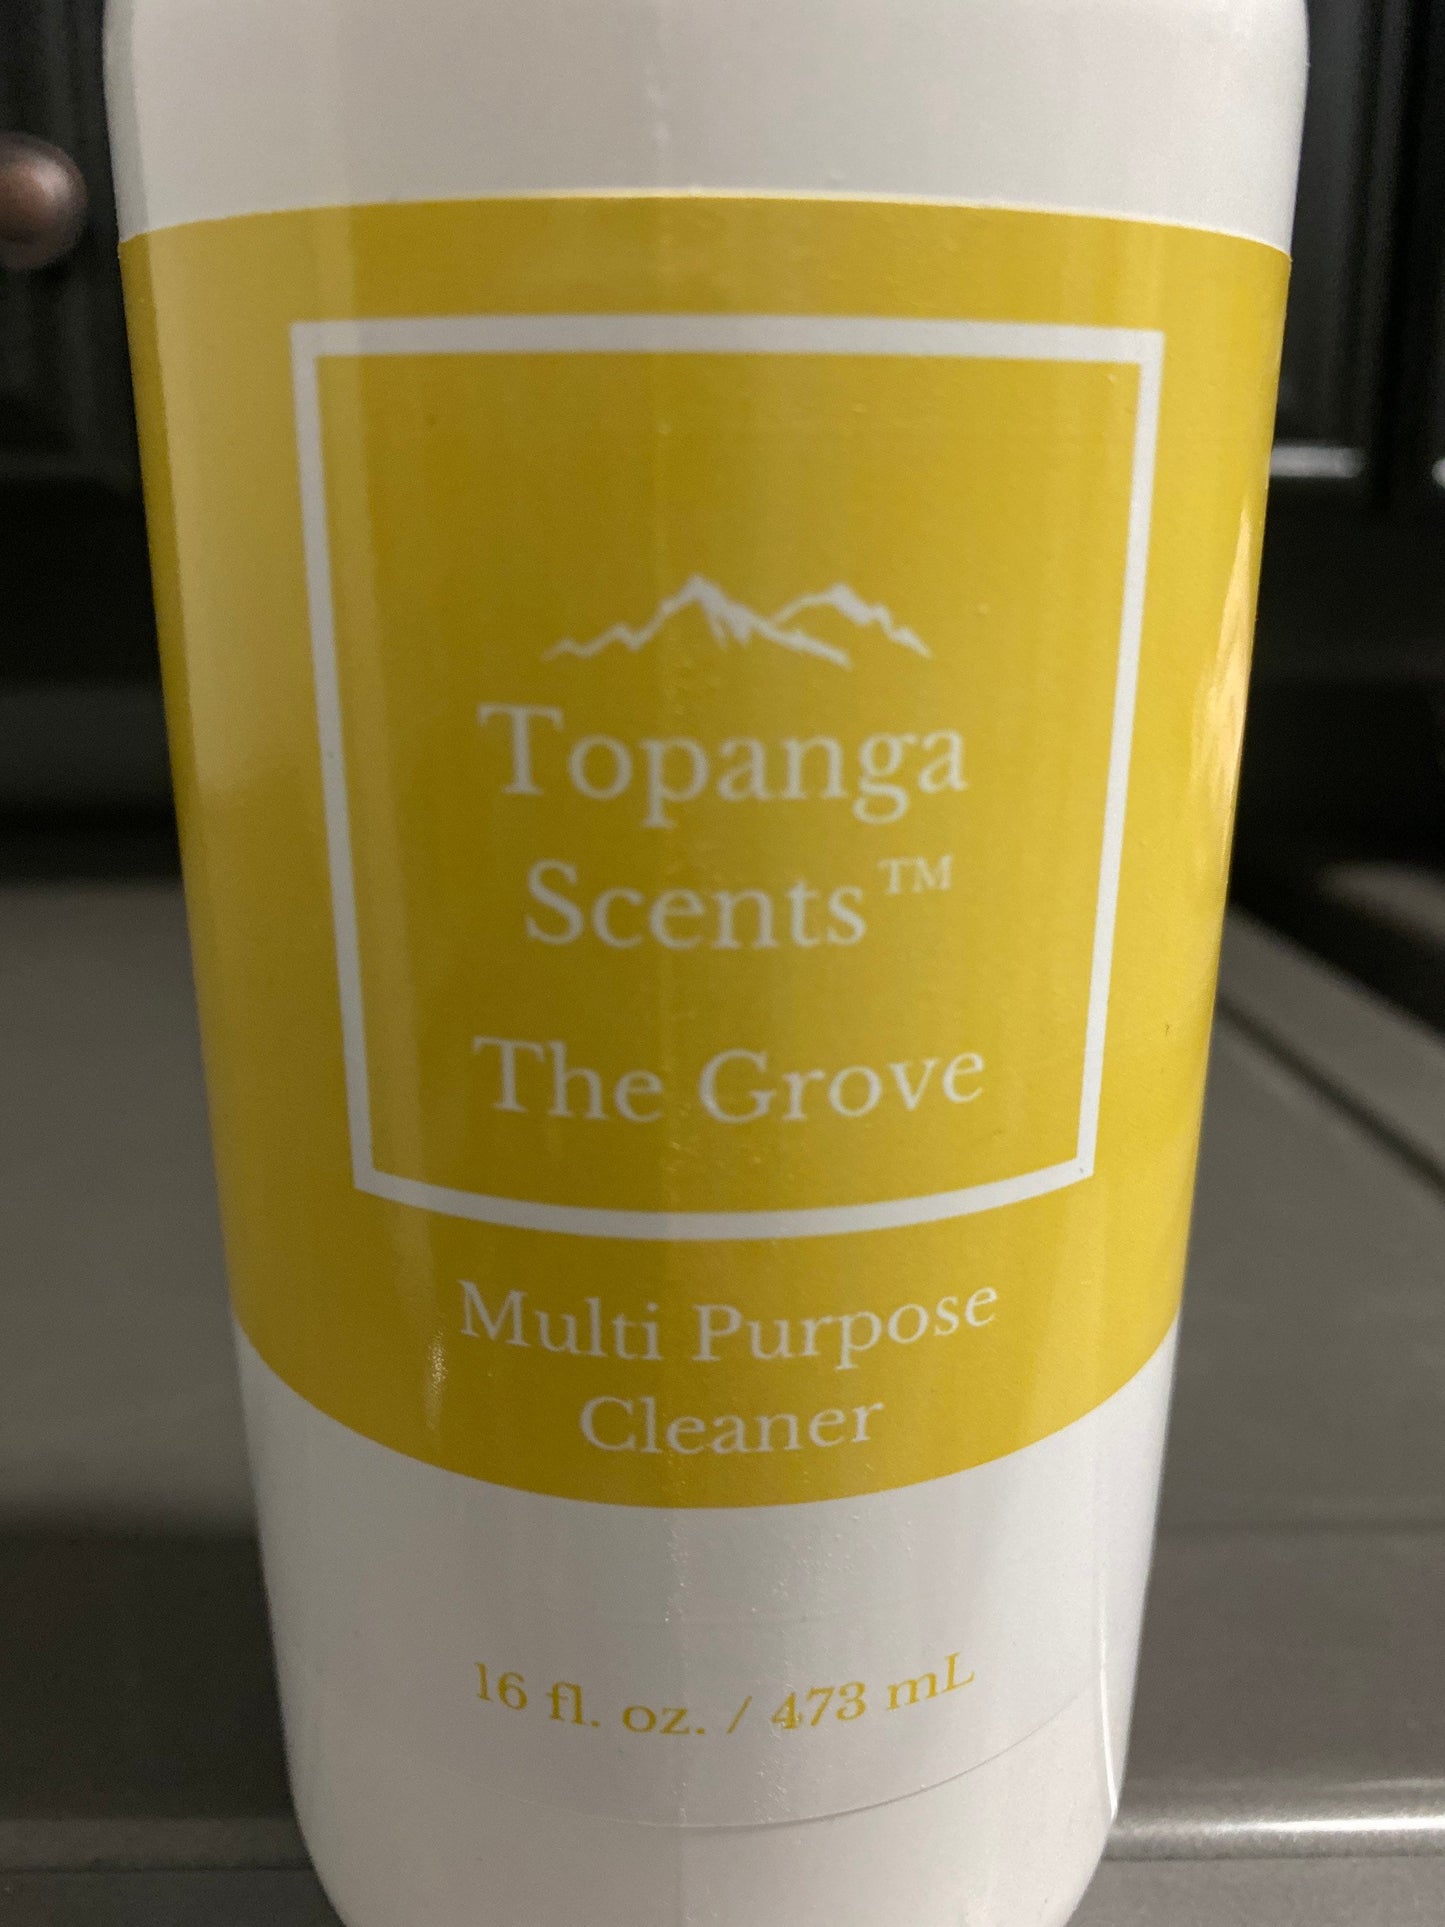 Topanga
Scents™
The Grove
Multi Purpose
Cleaner
16 fl. oz. / 473 mL